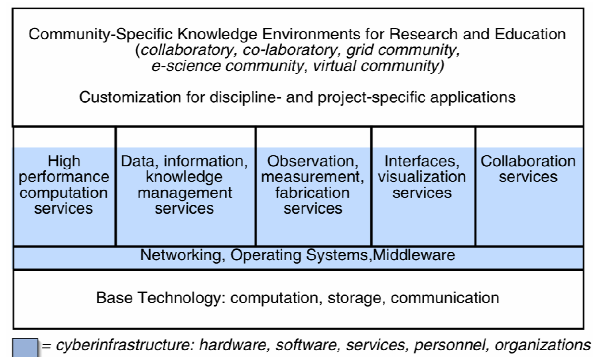 Community-Specific Knowledge Environments for Research and Education
(collaboratory, co-laboratory, grid community,
e-science community, virtual community)
Customization for discipline- and project-specific applications
High
performance
computation
services
Data, information,
knowledge
management
services
Observation,
measurement,
fabrication
services
Interfaces,
visualization
services
Collaboration
services
Networking, Operating Systems,Middleware
Base Technology: computation, storage, communication
= cyberinfrastructure: hardware, software, services, personnel, organizations